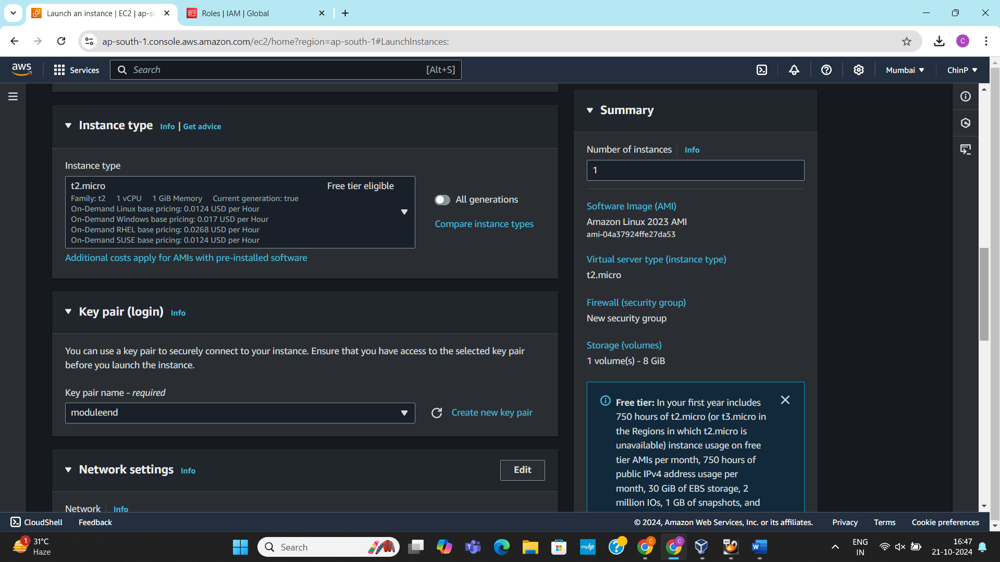 Launch an instance | EC2 | ap-sc
Roles | IAM | Global
ap-south-1.console.aws.amazon.com/ec2/home?region=ap-south-1#LaunchInstances:
C
aws
Services
Search
[Alt+S]
Mumbai
ChinP
Instance type Info | Get advice
Instance type
t2.micro
Free tier eligible
Family: t2 1 vCPU 1 GiB Memory Current generation: true
On-Demand Linux base pricing: 0.0124 USD per Hour
On-Demand Windows base pricing: 0.017 USD per Hour
On-Demand RHEL base pricing: 0.0268 USD per Hour
On-Demand SUSE base pricing: 0.0124 USD per Hour
All generations
Compare instance types
Additional costs apply for AMIs with pre-installed software
Key pair (login) Info
You can use a key pair to securely connect to your instance. Ensure that you have access to the selected key pair
before you launch the instance.
Key pair name - required
moduleend
Create new key pair
Network settings Info
Edit
Network Info
Summary
Number of instances Info
1
Software Image (AMI)
Amazon Linux 2023 AMI
ami-04a37924ffe27da53
Virtual server type (instance type)
t2.micro
Firewall (security group)
New security group
Storage (volumes)
1 volume(s) - 8 GiB
Free tier: In your first year includes
750 hours of t2.micro (or t3.micro in
the Regions in which t2.micro is
unavailable) instance usage on free
tier AMIs per month, 750 hours of
public IPv4 address usage per
month, 30 GiB of EBS storage, 2
million IOs, 1 GB of snapshots, and
CloudShell
Feedback
© 2024, Amazon Web Services, Inc. or its affiliates.
Privacy
Terms
Cookie preferences
1
31°C
Haze
Search
myhp
C
C
64
W
ENG
IN
16:47
21-10-2024